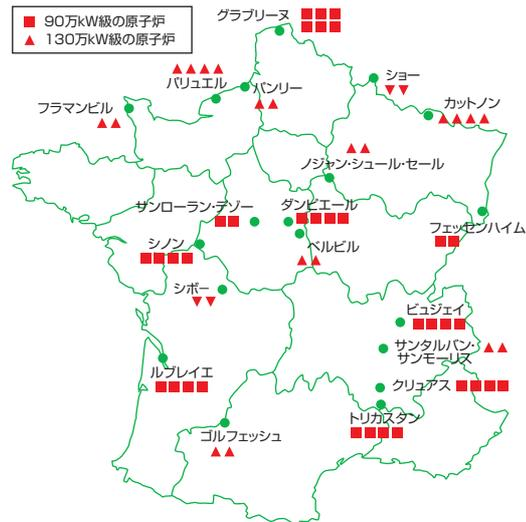 90万kW級の原子炉
130万kW級の原子炉
グラブリーヌ
パリュエル
パンリー
ショー
フラマンビル
カットノン
ノジャン・シュール・セール
サンローラン・デゾー
ダンピエール
フェッセンハイム
シノン
ベルビル
シボー
ビュジェイ
サンタルバン・
サンモーリス
ルブレイエ
クリュアス
トリカスタン
ゴルフェッシュ